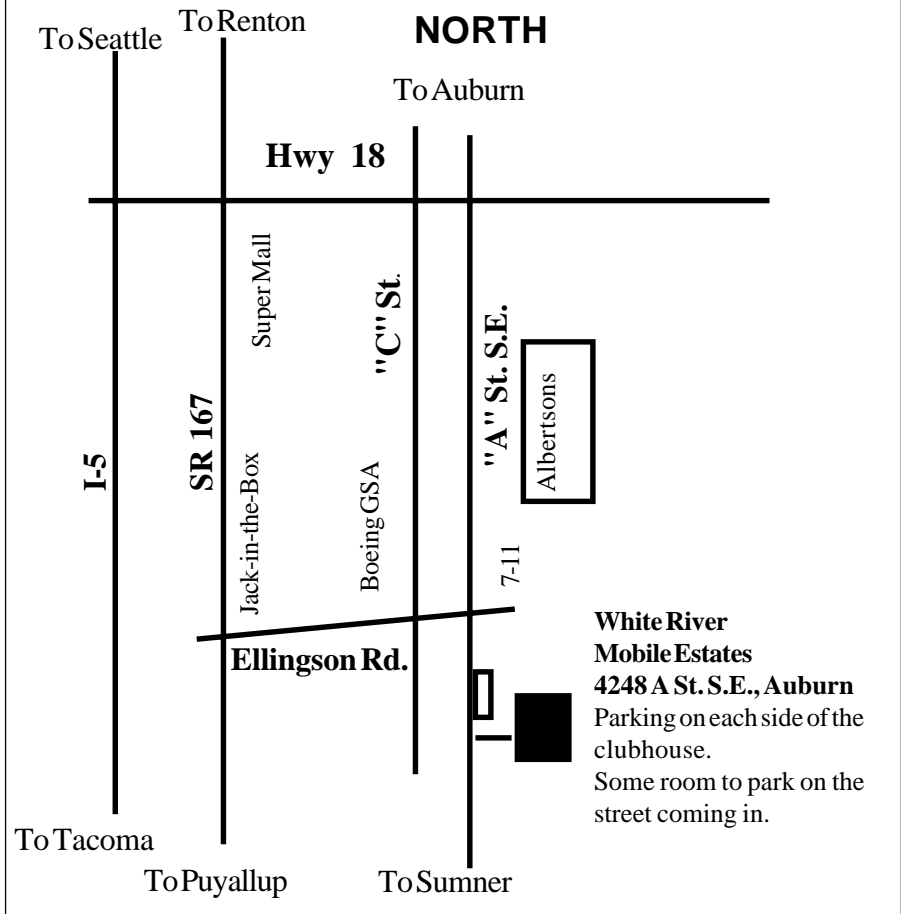 To Seattle
To Renton
NORTH
To Auburn
Hwy 18
Super Mall
"C" St.
"A" St. S.E.
Albertsons
I-5
SR 167
Jack-in-the-Box
Boeing GSA
7-11
Ellingson Rd.
White River
Mobile Estates
4248 A St. S.E., Auburn
Parking on each side of the
clubhouse.
Some room to park on the
street coming in.
To Tacoma
To Puyallup
To Sumner